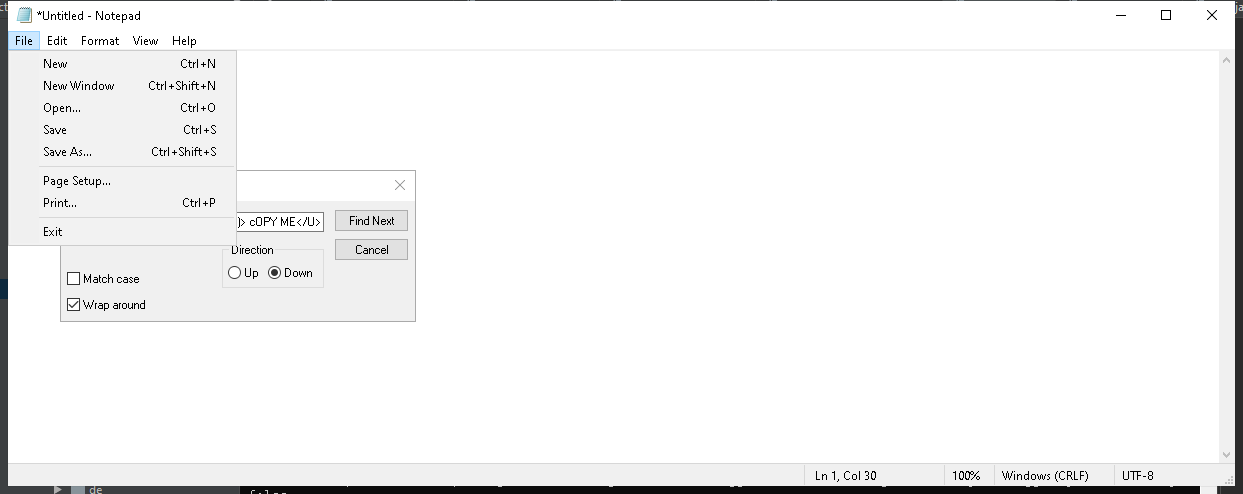 *Untitled - Notepad
File Edit Format View Help
New Ctrl+N
New Window Ctrl+Shift+N
Open... Ctrl+O
Save Ctrl+S
Save As... Ctrl+Shift+S
Page Setup...
Print... Ctrl+P
Exit
)> cOPY ME</U> Find Next
Cancel
Direction
Up Down
Match case
Wrap around
Ln 1, Col 30 100% Windows (CRLF) UTF-8
de